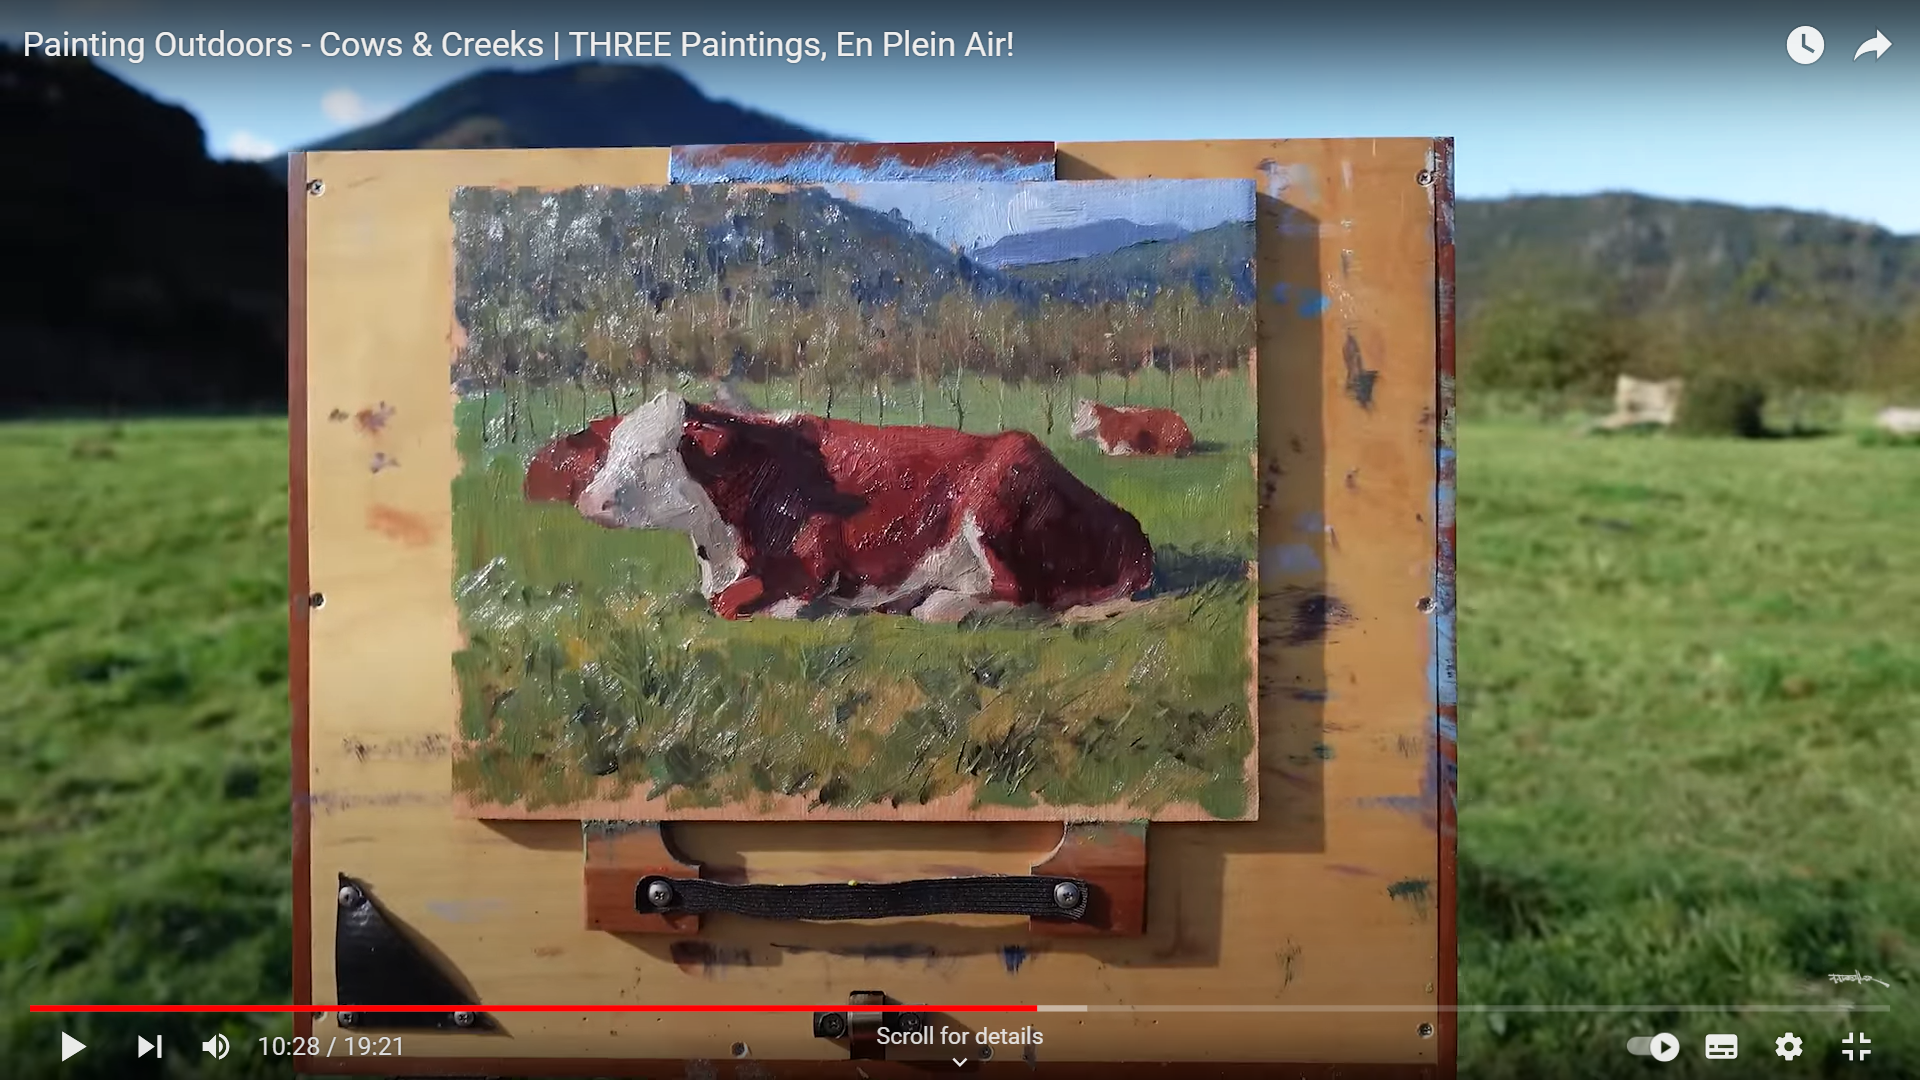 Painting Outdoors - Cows & Creeks | THREE Paintings, En Plein Air!
10:28 / 19:21
Scroll for details